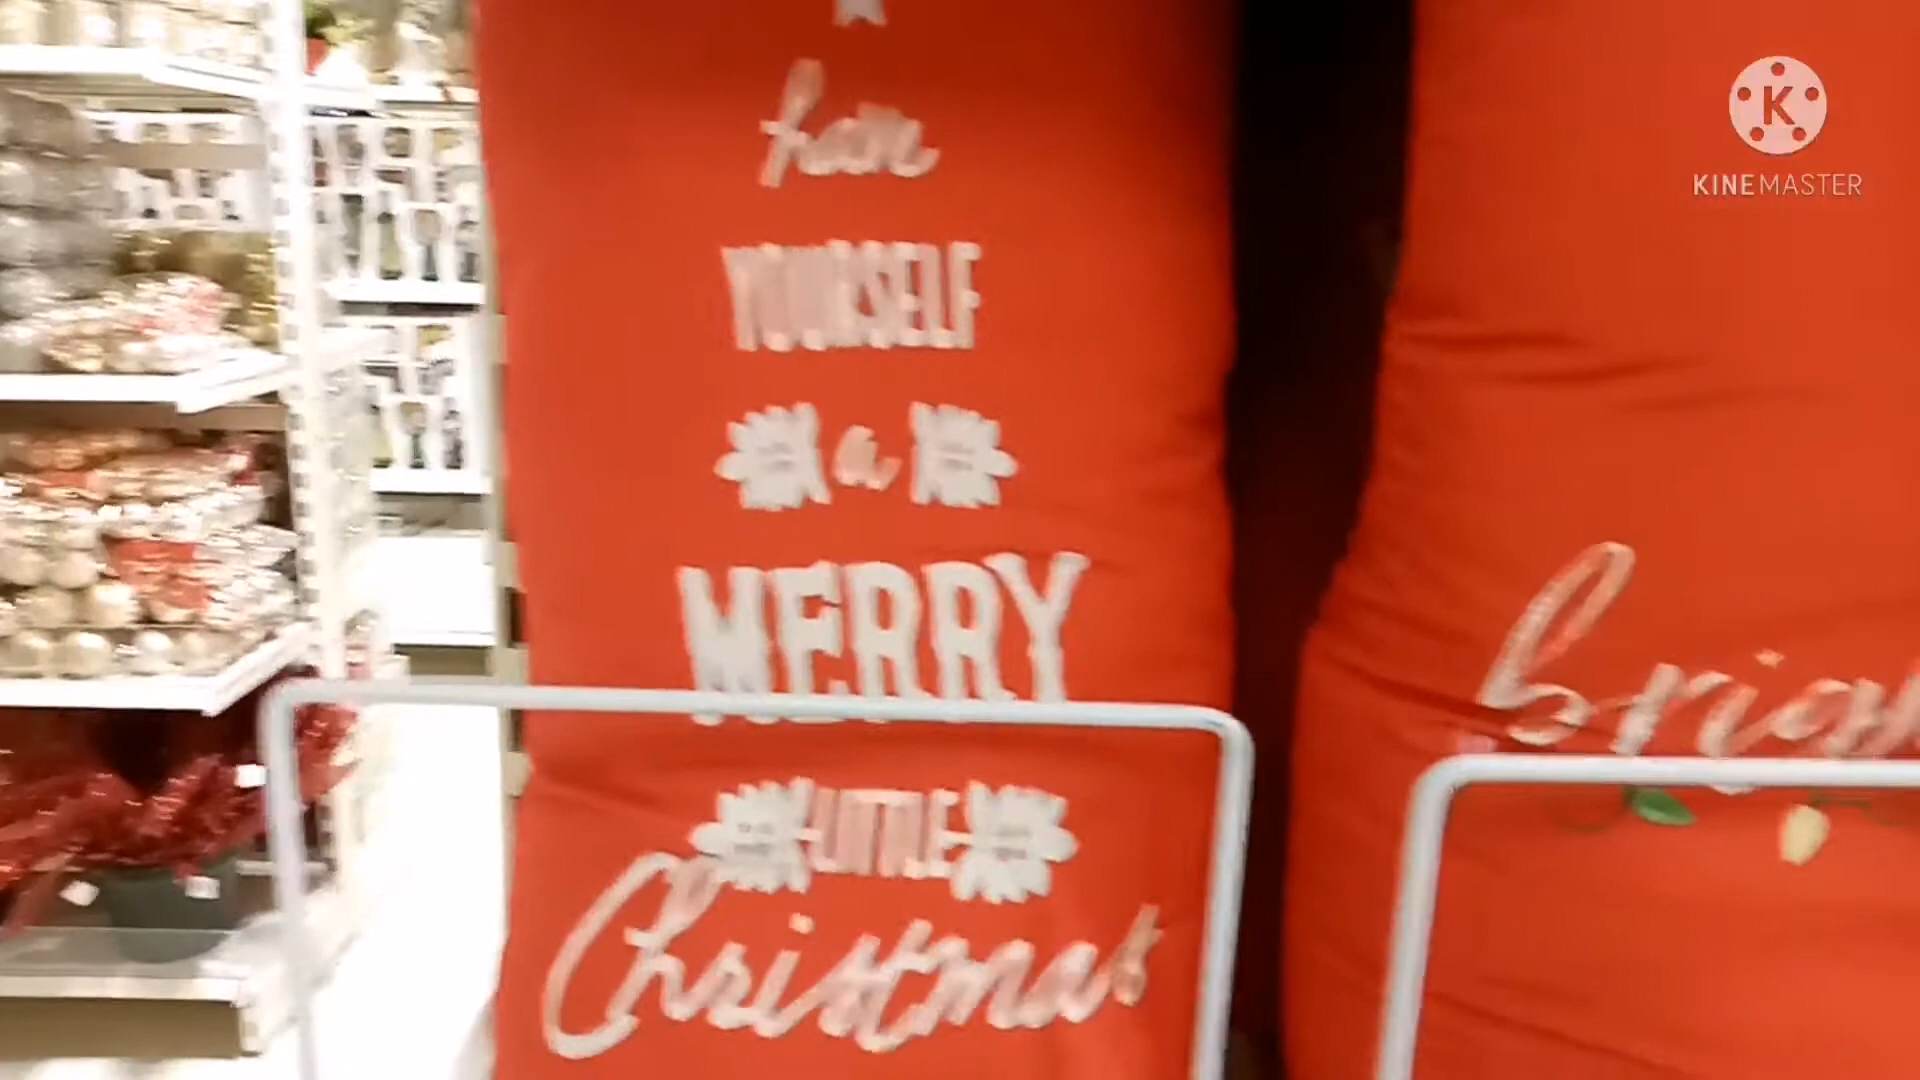 have
YOURSELF
a
MERRY
LITTLE
Christmas
K
KINEMASTER